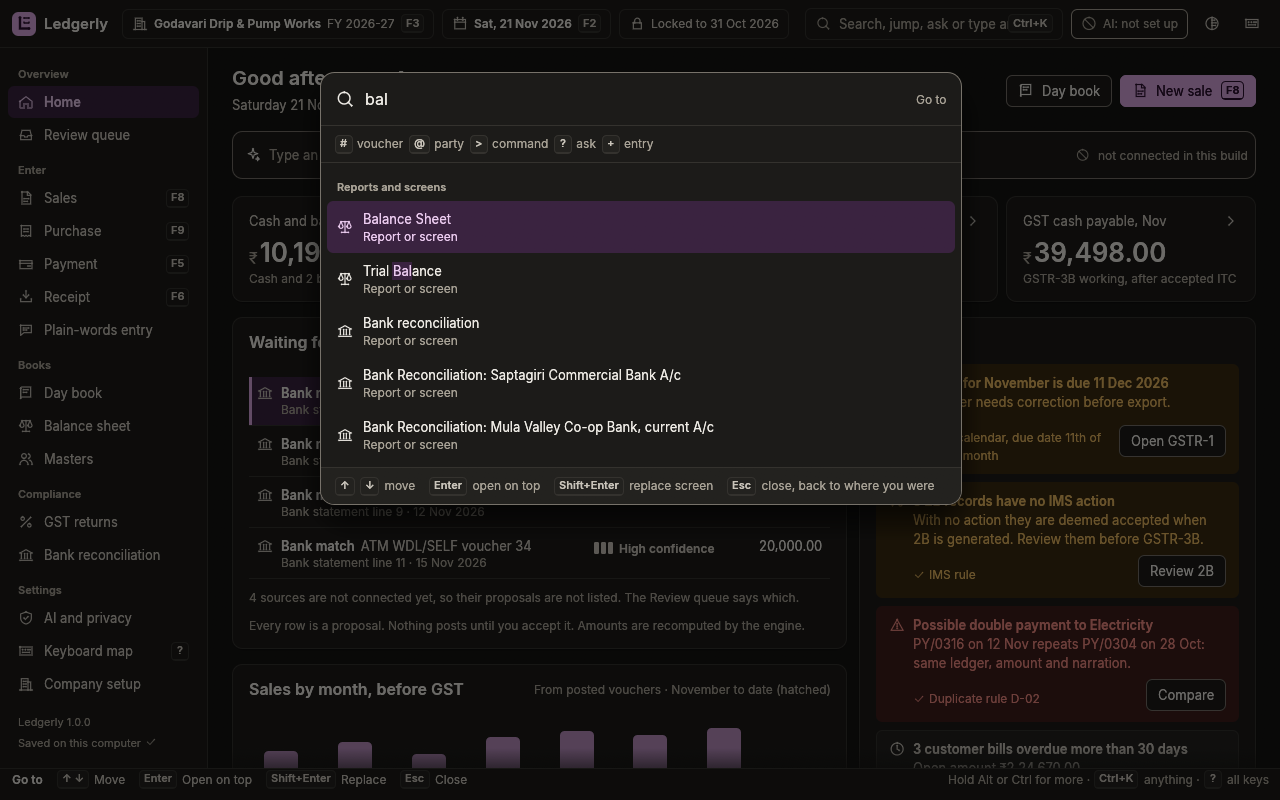 Ledgerly
Godavari Drip & Pump Works FY 2026-27 F3
Sat, 21 Nov 2026 F2
Locked to 31 Oct 2026
Search, jump, ask or type a Ctrl+K
AI: not set up
Overview
Home
Review queue
Enter
Sales F8
Purchase F9
Payment F5
Receipt F6
Plain-words entry
Books
Day book
Balance sheet
Masters
Compliance
GST returns
Bank reconciliation
Settings
AI and privacy
Keyboard map ?
Company setup
Ledgerly 1.0.0
Saved on this computer
Good afte
Saturday 21 N
Day book
New sale F8
Type an
not connected in this build
Cash and b
₹10,19
Cash and 2 b
GST cash payable, Nov
₹39,498.00
GSTR-3B working, after accepted ITC
bal
Go to
# voucher @ party > command ? ask + entry
Reports and screens
Balance Sheet
Report or screen
Trial Balance
Report or screen
Bank reconciliation
Report or screen
Bank Reconciliation: Saptagiri Commercial Bank A/c
Report or screen
Bank Reconciliation: Mula Valley Co-op Bank, current A/c
Report or screen
↑ ↓ move Enter open on top Shift+Enter replace screen Esc close, back to where you were
Waiting f
Bank
Bank s
Bank
Bank s
Bank
Bank statement line 9 · 12 Nov 2026
Bank match ATM WDL/SELF voucher 34 High confidence 20,000.00
Bank statement line 11 · 15 Nov 2026
4 sources are not connected yet, so their proposals are not listed. The Review queue says which.
Every row is a proposal. Nothing posts until you accept it. Amounts are recomputed by the engine.
Sales by month, before GST
From posted vouchers · November to date (hatched)
for November is due 11 Dec 2026
er needs correction before export.
calendar, due date 11th of
month
Open GSTR-1
records have no IMS action
With no action they are deemed accepted when
2B is generated. Review them before GSTR-3B.
IMS rule
Review 2B
Possible double payment to Electricity
PY/0316 on 12 Nov repeats PY/0304 on 28 Oct:
same ledger, amount and narration.
Duplicate rule D-02
Compare
3 customer bills overdue more than 30 days
Open amount ₹2,24,670.00
Go to ↑ ↓ Move Enter Open on top Shift+Enter Replace Esc Close
Hold Alt or Ctrl for more · Ctrl+K anything · ? all keys